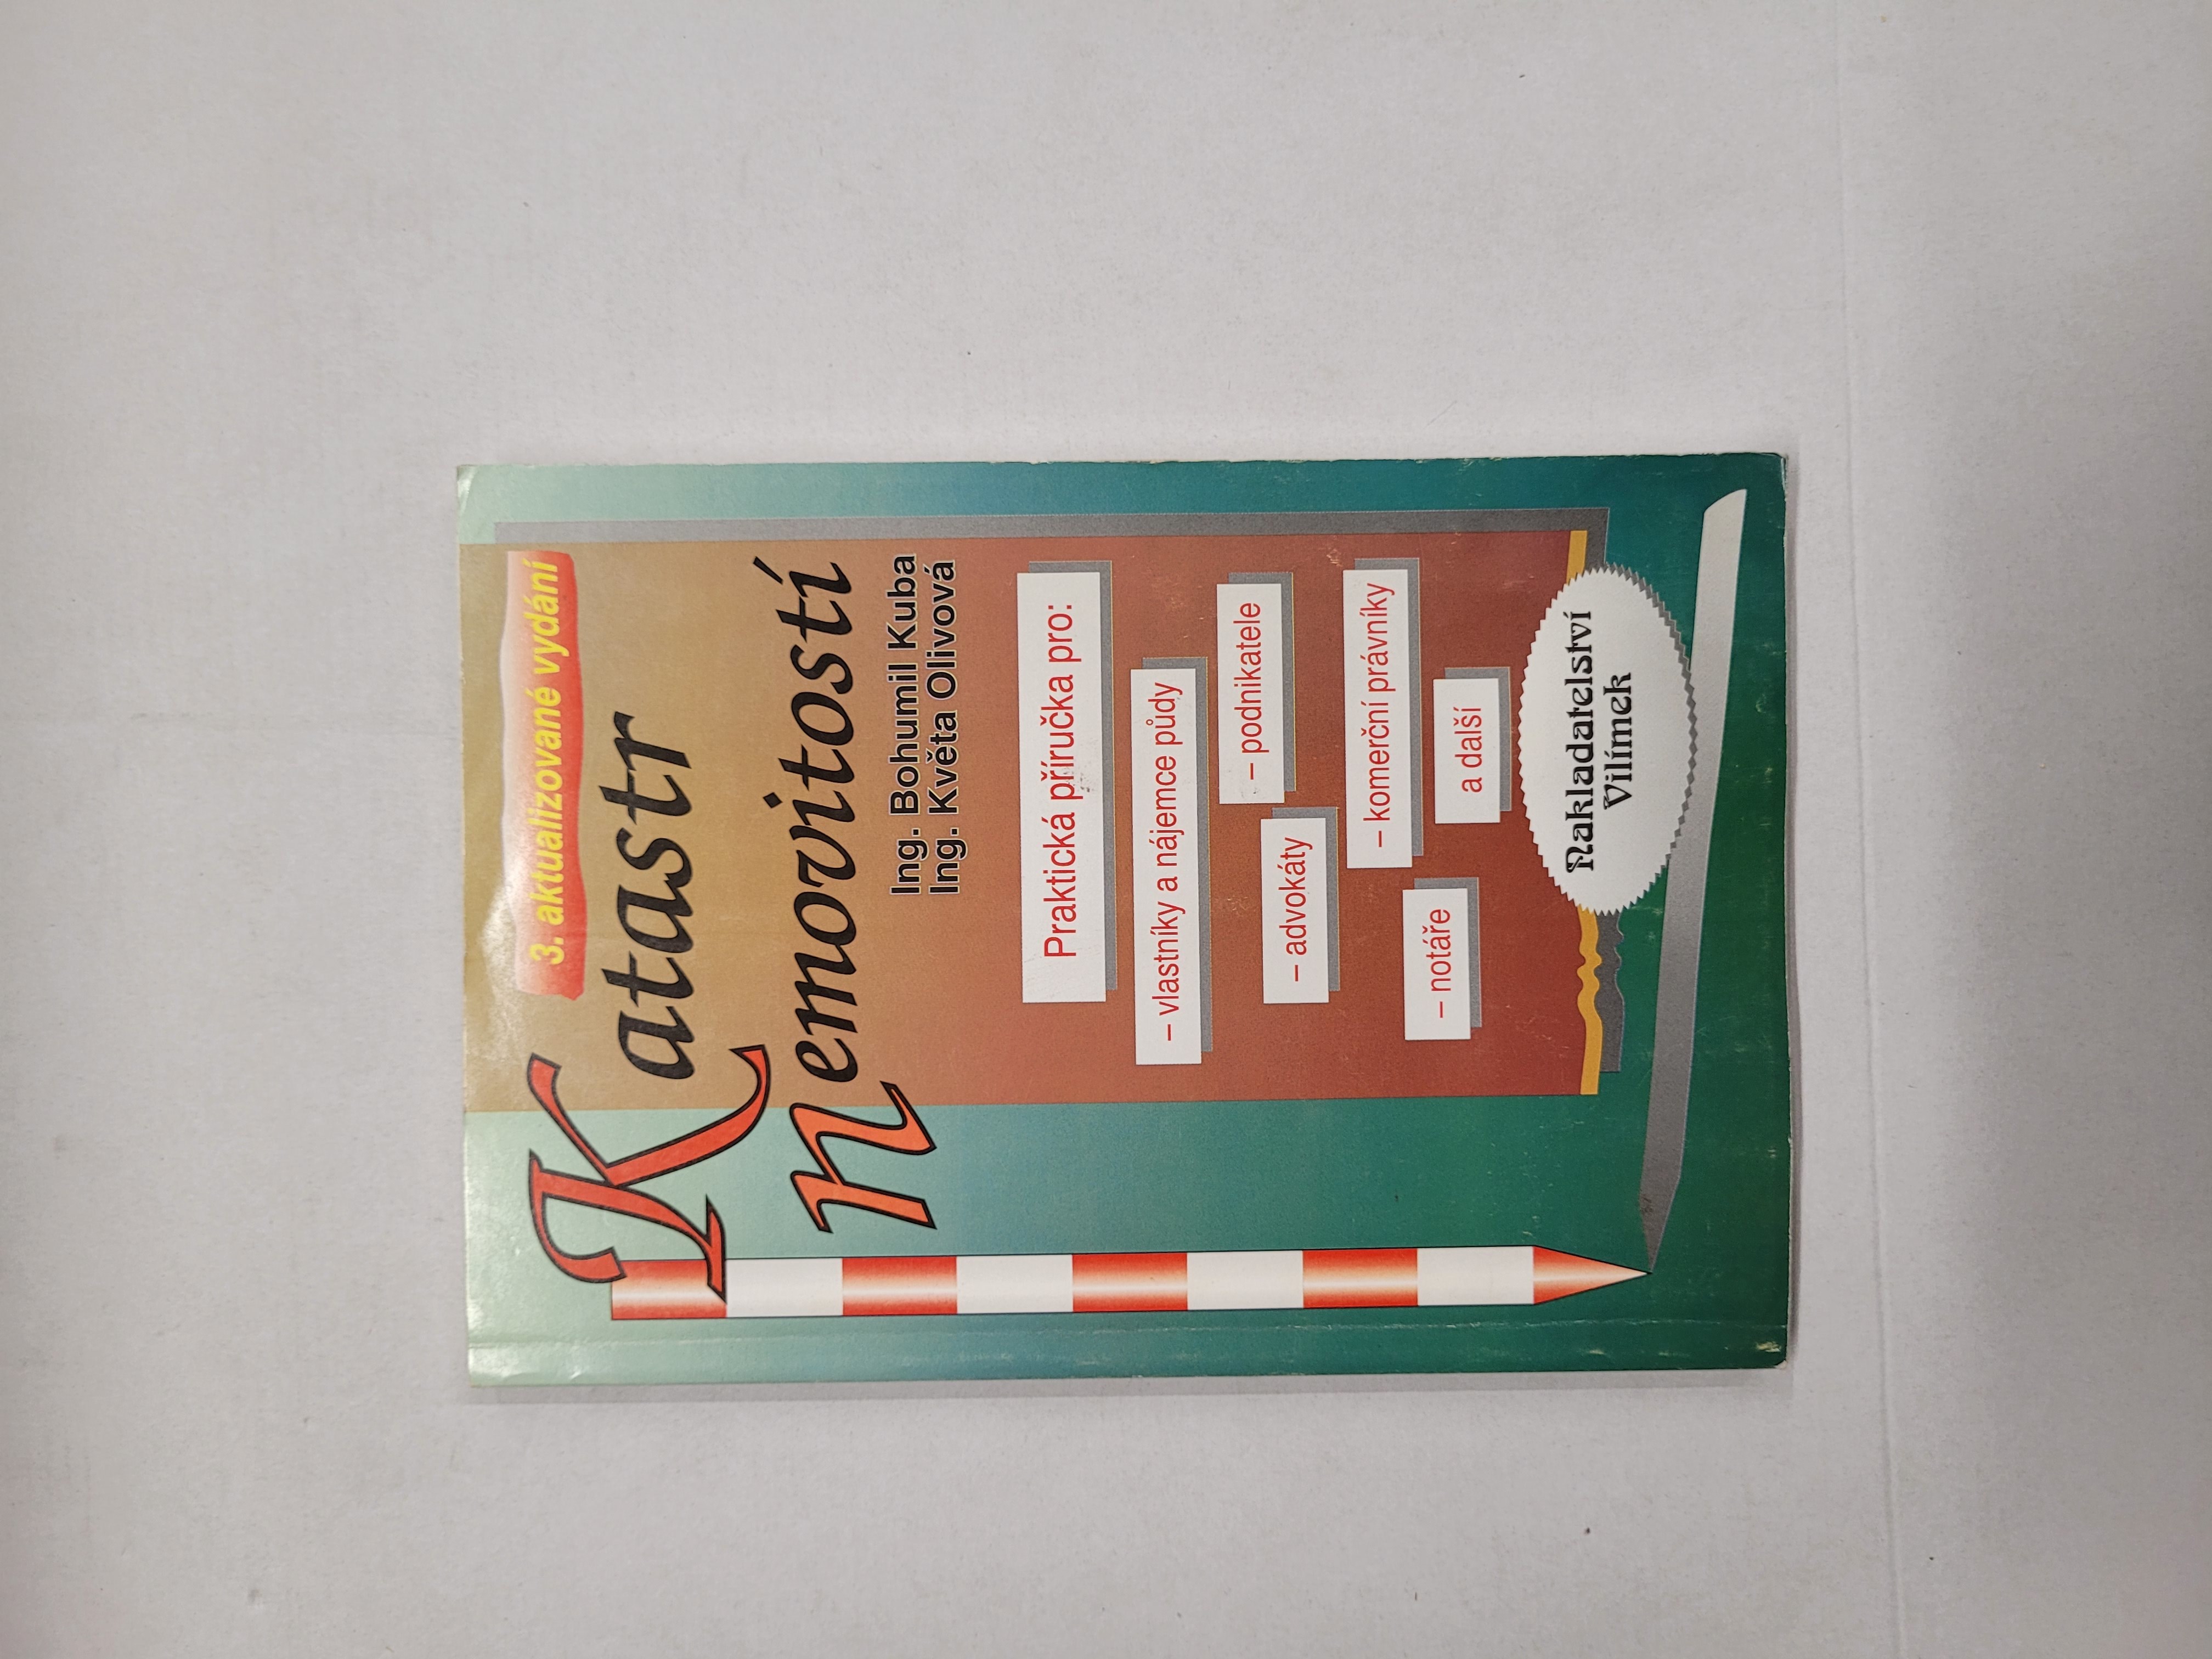 3. aktualizované vydání
Katastr
nemovitostí
Ing. Bohumil Kuba
Ing. Květa Olivová
Praktická příručka pro:
– vlastníky a nájemce půdy
– podnikatele
– advokáty
– komerční právníky
– notáře
a další
Nakladatelství
Vilímek